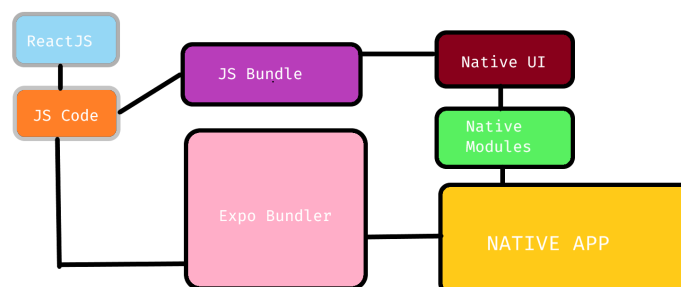 ReactJS
JS Code
JS Bundle
Native UI
Native
Modules
Expo Bundler
NATIVE APP